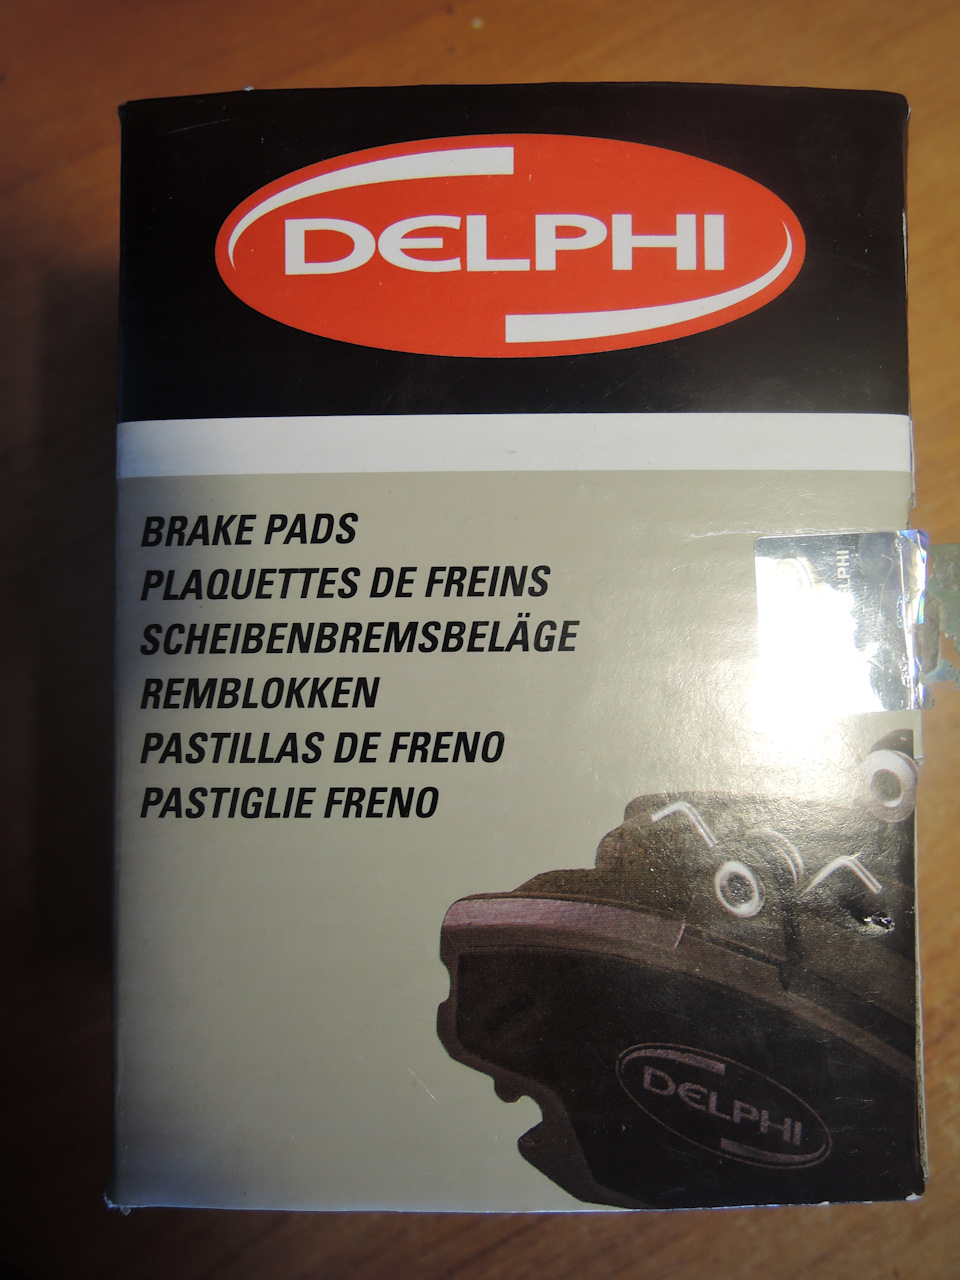 DELPHI
BRAKE PADS
PLAQUETTES DE FREINS
SCHEIBENBREMSBELÄGE
REMBLOKKEN
PASTILLAS DE FRENO
PASTIGLIE FRENO
DELPHI